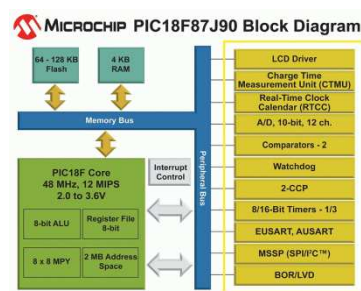 MICROCHIP PIC18F87J90 Block Diagram
64 - 128 KB
Flash
4 KB
RAM
Memory Bus
PIC18F Core
48 MHz, 12 MIPS
2.0 to 3.6V
8-bit ALU
Register File
8-bit
8 x 8 MPY
2 MB Address
Space
Interrupt
Control
Peripheral Bus
LCD Driver
Charge Time
Measurement Unit (CTMU)
Real-Time Clock
Calendar (RTCC)
A/D, 10-bit, 12 ch.
Comparators - 2
Watchdog
2-CCP
8/16-Bit Timers - 1/3
EUSART, AUSART
MSSP (SPI/I²C™)
BOR/LVD